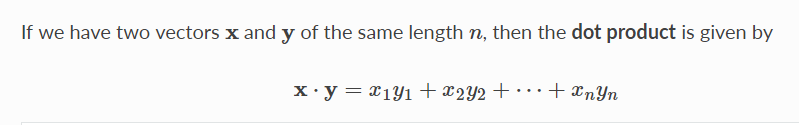 If we have two vectors x and y of the same length n, then the dot product is given by
x · y = x₁y₁ + x₂y₂ + ⋯ + xₙyₙ